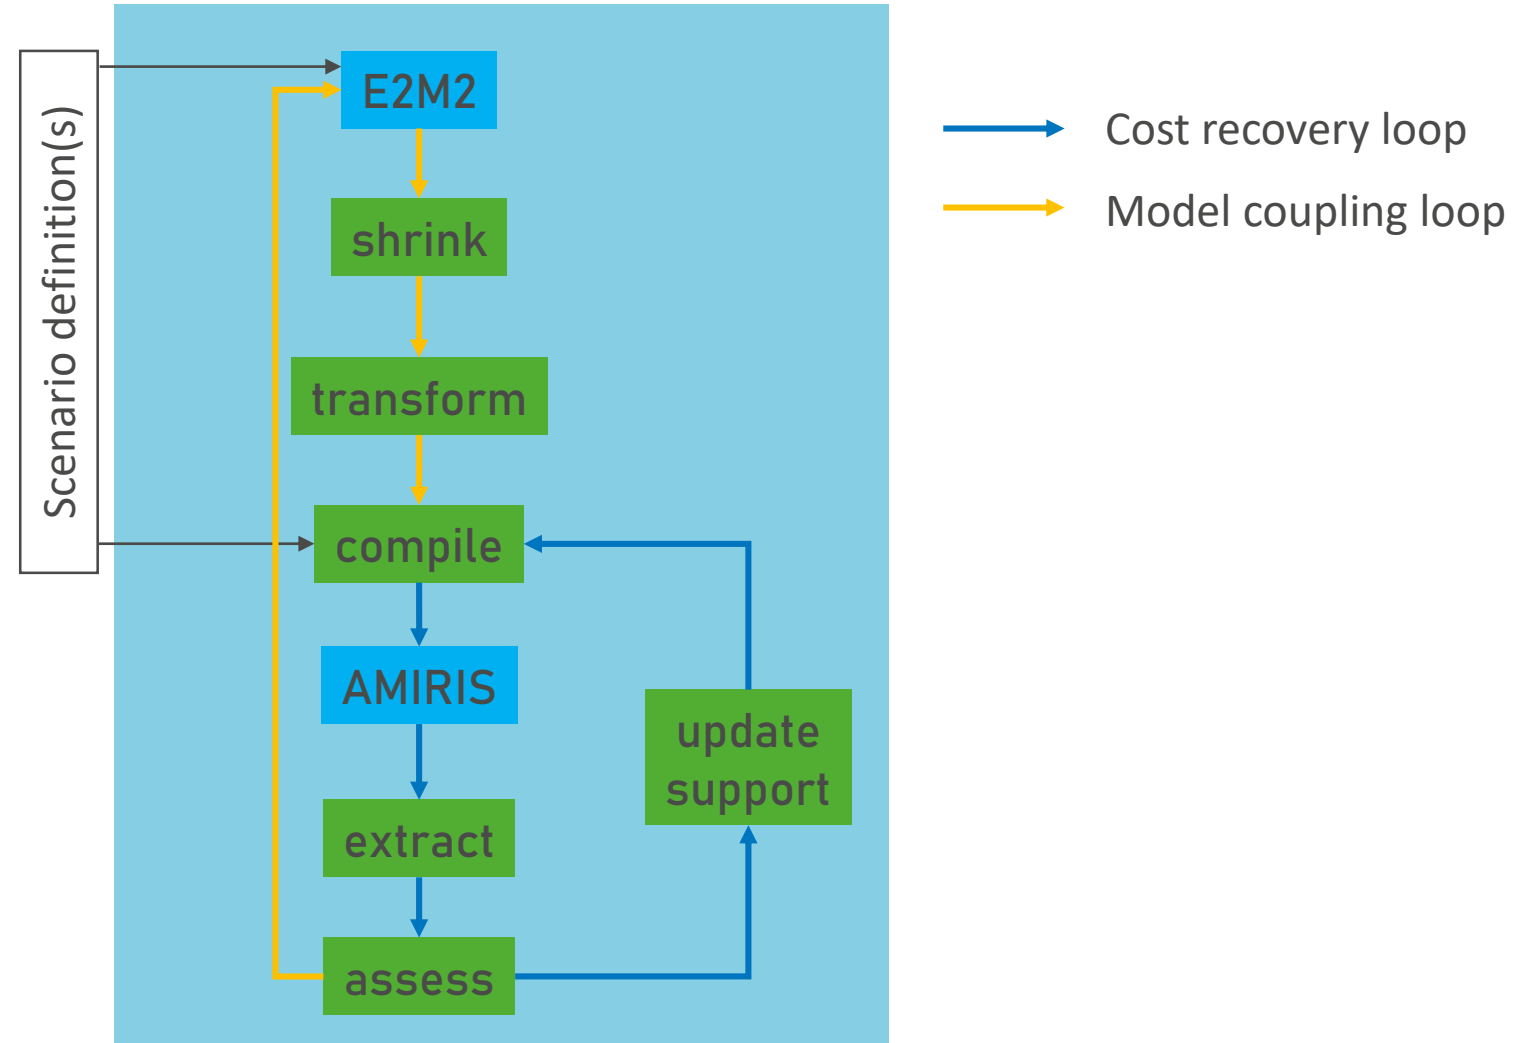 Scenario definition(s)
E2M2
shrink
transform
compile
AMIRIS
extract
assess
update
support
Cost recovery loop
Model coupling loop